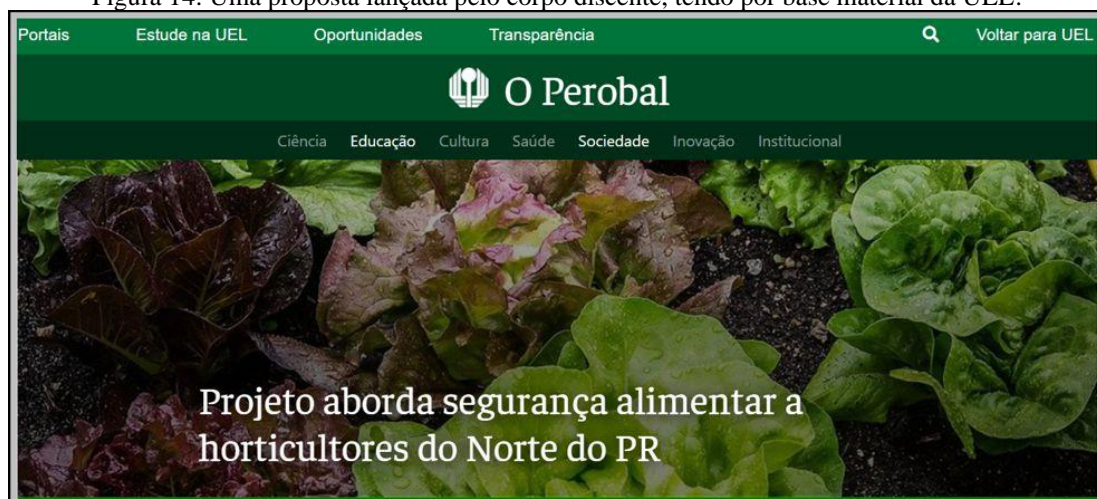 Figura 14: Uma proposta lançada pelo corpo discente, tendo por base material da UEL.
Portais Estude na UEL Oportunidades Transparência Voltar para UEL
O Perobal
Ciência Educação Cultura Saúde Sociedade Inovação Institucional
Projeto aborda segurança alimentar a
horticultores do Norte do PR